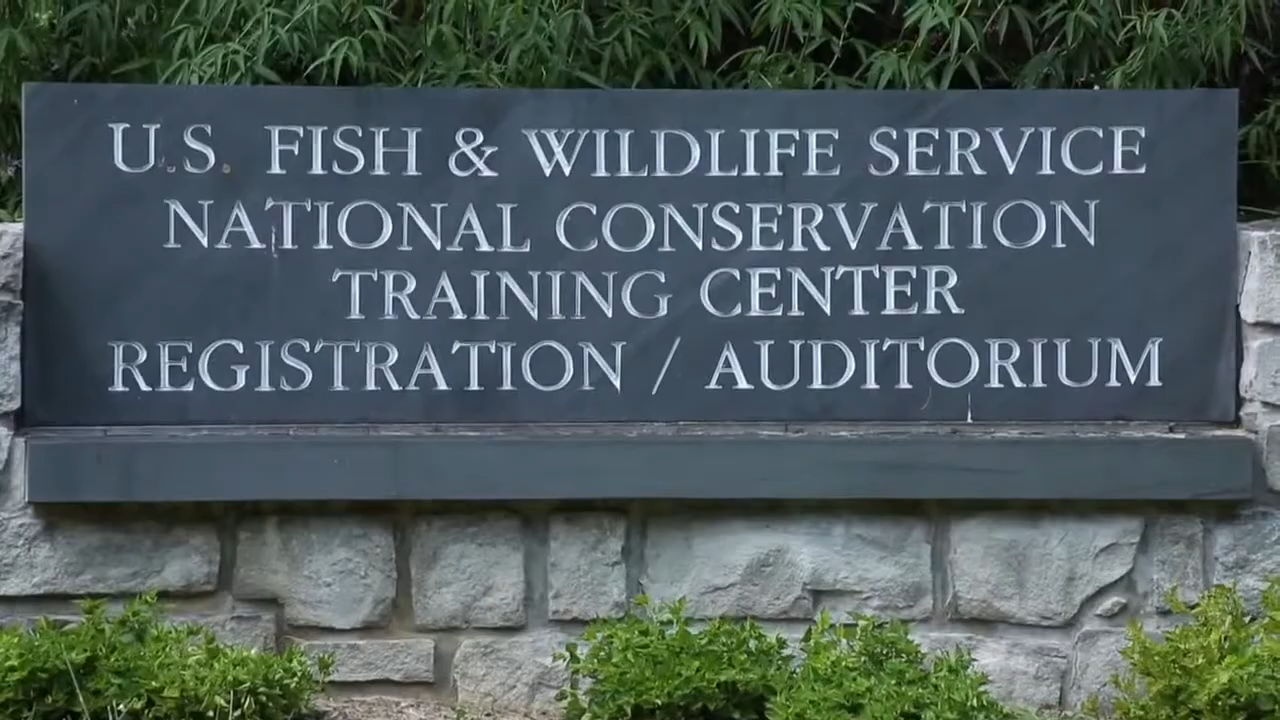 U.S. FISH & WILDLIFE SERVICE
NATIONAL CONSERVATION
TRAINING CENTER
REGISTRATION / AUDITORIUM